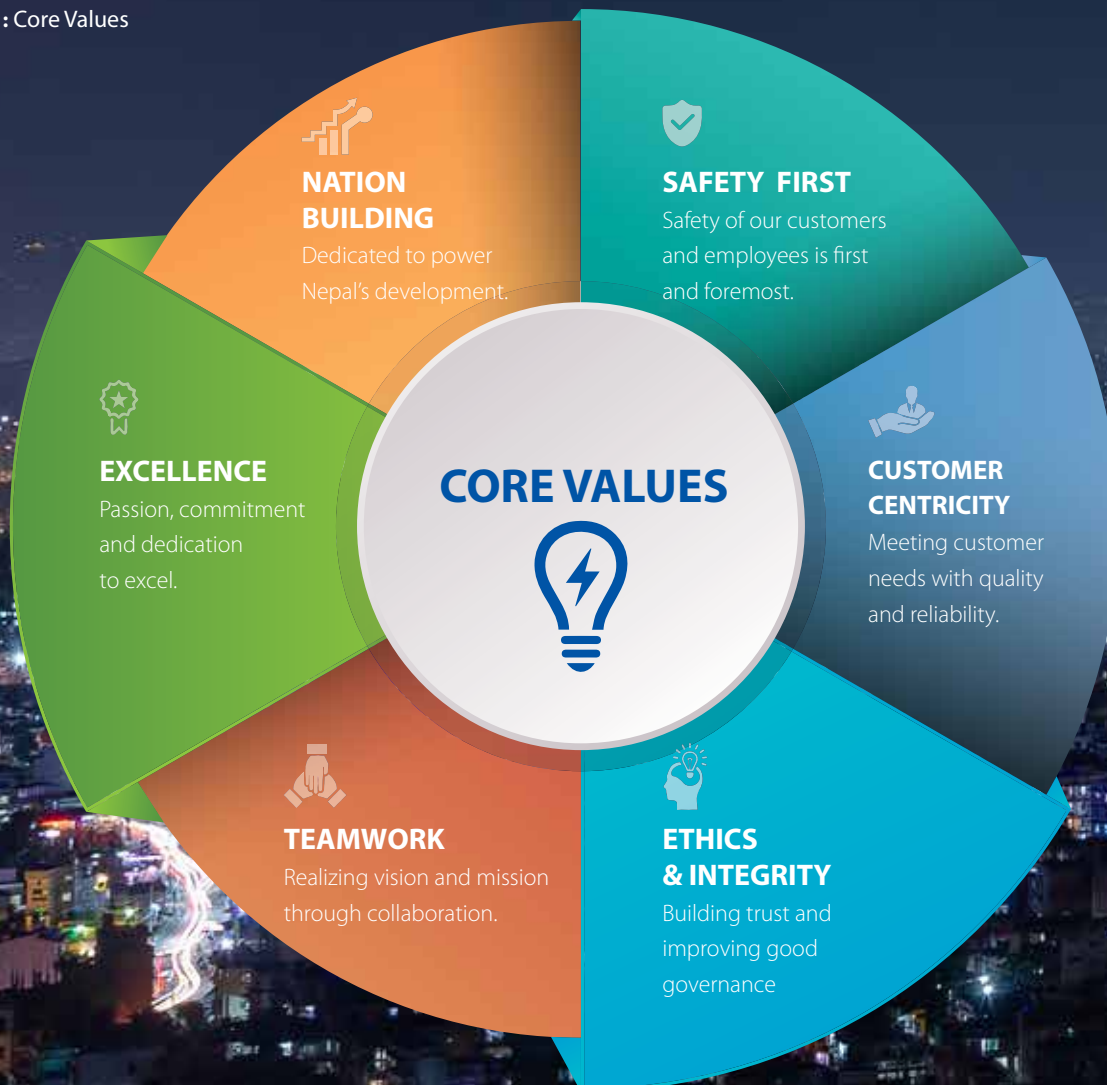 : Core Values
NATION
BUILDING
Dedicated to power
Nepal's development.
SAFETY FIRST
Safety of our customers
and employees is first
and foremost.
EXCELLENCE
Passion, commitment
and dedication
to excel.
CORE VALUES
CUSTOMER
CENTRICITY
Meeting customer
needs with quality
and reliability.
TEAMWORK
Realizing vision and mission
through collaboration.
ETHICS
& INTEGRITY
Building trust and
improving good
governance